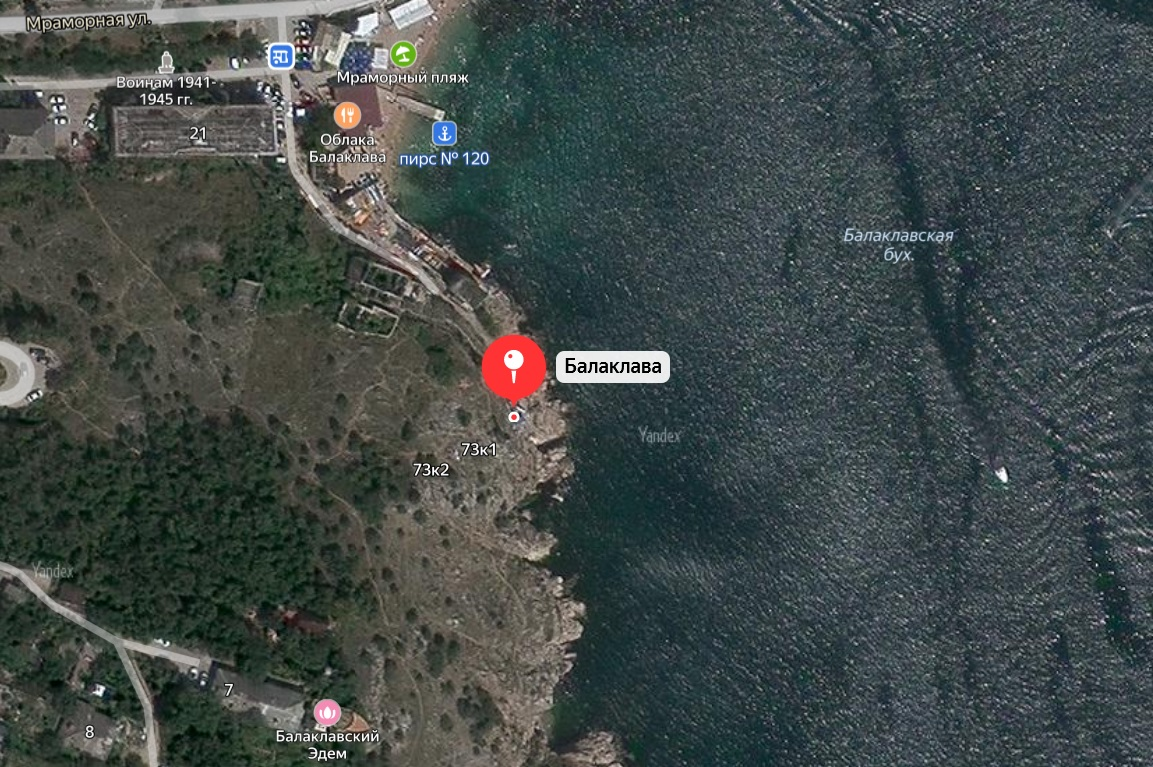 Мраморная ул.
Воинам 1941-
1945 гг.
Мраморный пляж
21
Облака
Балаклава
пирс № 120
Балаклавская
бух.
Балаклава
Yandex
73к1
73к2
Yandex
7
8
Балаклавский
Эдем